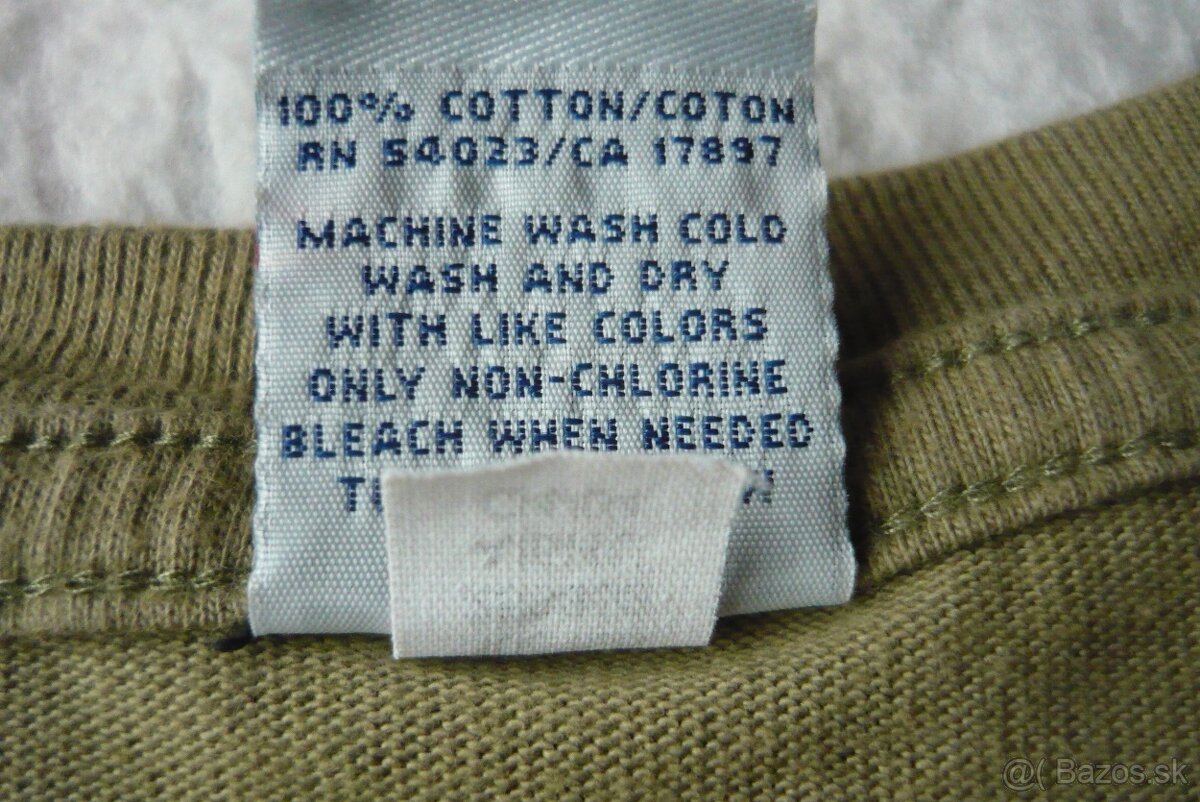 100% COTTON/COTON
RN 54023/CA 17897
MACHINE WASH COLD
WASH AND DRY
WITH LIKE COLORS
ONLY NON-CHLORINE
BLEACH WHEN NEEDED
@( Bazos.sk